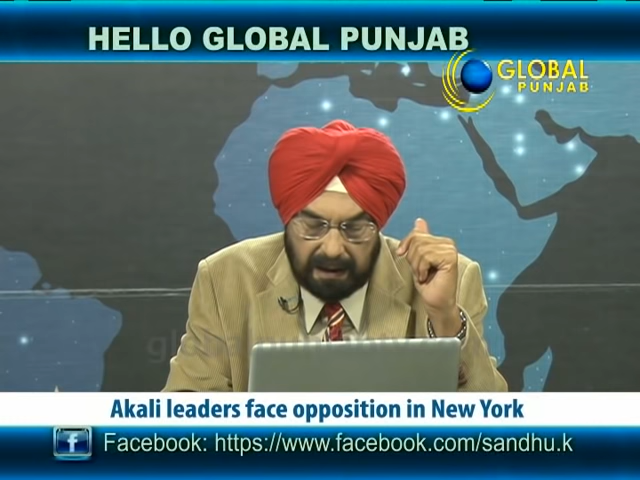 HELLO GLOBAL PUNJAB
GLOBAL
PUNJAB
Akali leaders face opposition in New York
f Facebook: https://www.facebook.com/sandhu.k